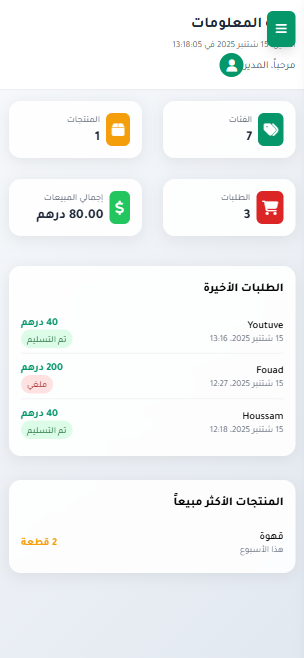 المعلومات
15 شتنبر 2025 في 13:18:05
مرحباً، المدير
الفئات
7
المنتجات
1
الطلبات
3
إجمالي المبيعات
80.00 درهم
الطلبات الأخيرة
Youtuve
40 درهم
15 شتنبر 2025، 13:16
تم التسليم
Fouad
200 درهم
15 شتنبر 2025، 12:27
ملغي
Houssam
40 درهم
15 شتنبر 2025، 12:18
تم التسليم
المنتجات الأكثر مبيعاً
قهوة
2 قطعة
هذا الأسبوع